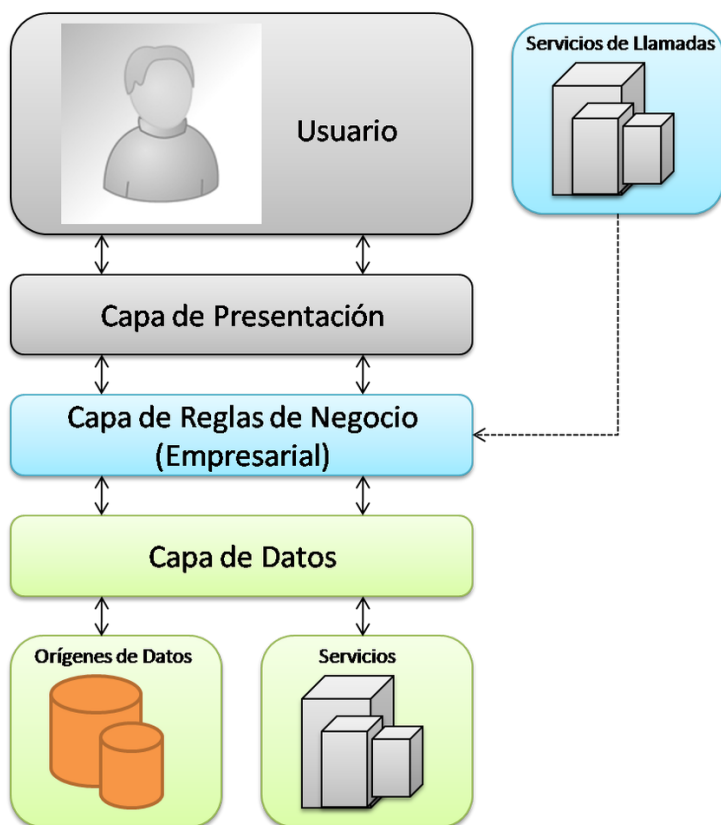 Usuario
Servicios de Llamadas
Capa de Presentación
Capa de Reglas de Negocio
(Empresarial)
Capa de Datos
Orígenes de Datos
Servicios